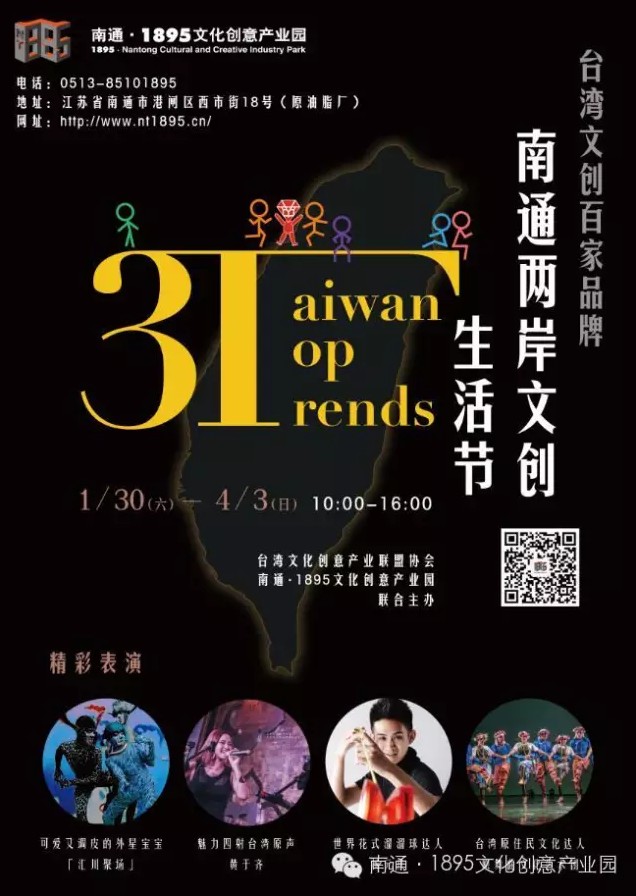 南通·1895文化创意产业园
1895·Nantong Cultural and Creative Industry Park
电话：0513-85101895
地址：江苏省南通市港闸区西市街18号（原油脂厂）
网址：http://www.nt1895.cn/
台湾文创百家品牌
南通两岸文创
生活节
3T
aiwan
op
rends
1/30(六)— 4/3(日) 10:00-16:00
台湾文化创意产业联盟协会
南通·1895文化创意产业园
联合主办
精彩表演
可爱又调皮的外星宝宝
「汇川聚场」
魅力四射台湾原声
黄于齐
世界花式溜溜球达人
台湾原住民文化达人
南通·1895文化创意产业园